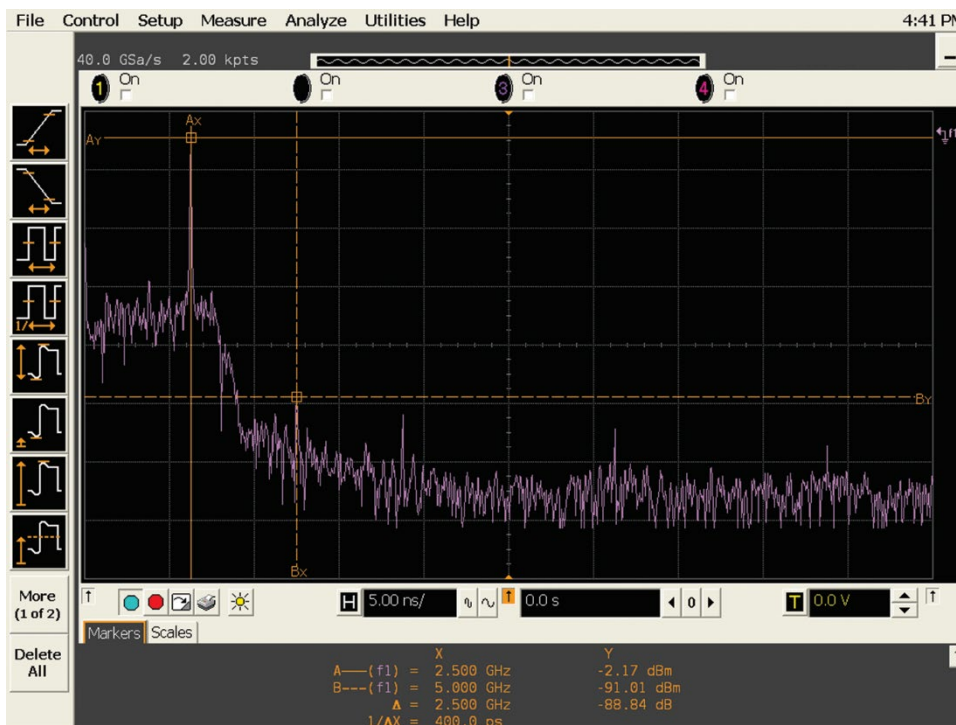 File Control Setup Measure Analyze Utilities Help 4:41 PM
40.0 GSa/s 2.00 kpts
1 On On 3 On 4 On
Ax
AY
f1
1/
BY
Bx
More
(1 of 2)
H 5.00 ns/ 0.0 s 0 T 0.0 V
Markers Scales
Delete
All
X Y
A——(f1) = 2.500 GHz -2.17 dBm
B---(f1) = 5.000 GHz -91.01 dBm
Δ = 2.500 GHz -88.84 dB
1/ΔX = 400.0 ps